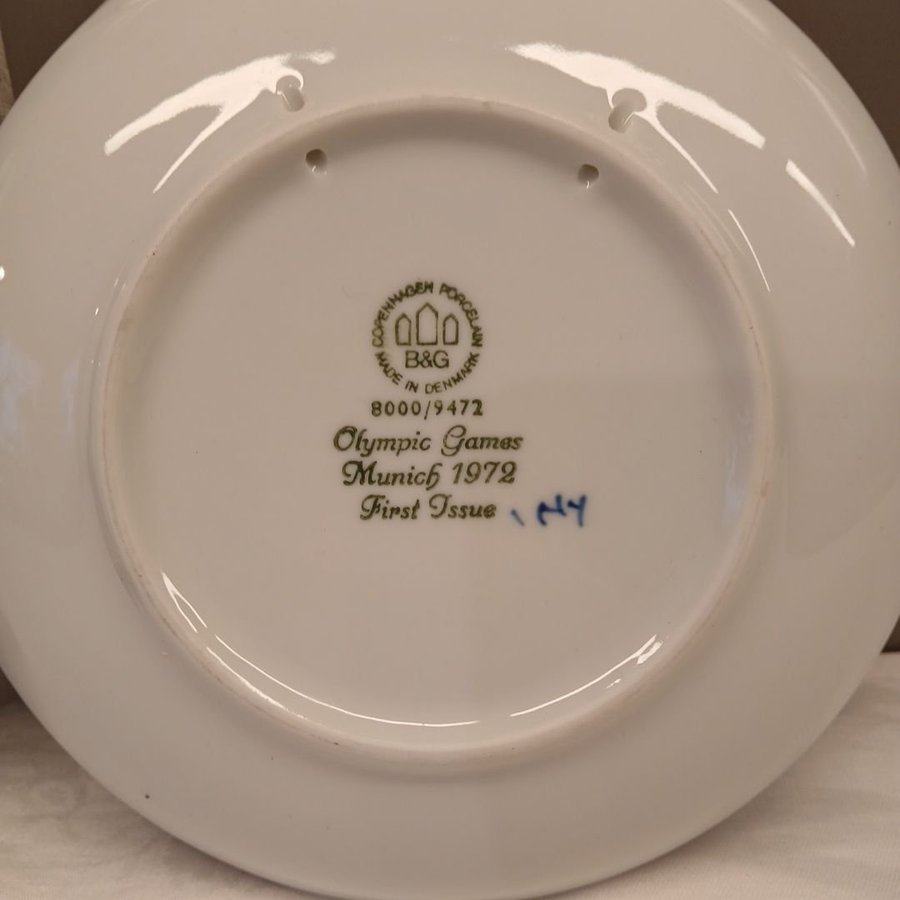 COPENHAGEN PORCELAIN
B&G
MADE IN DENMARK
8000/9472
Olympic Games
Munich 1972
First Issue